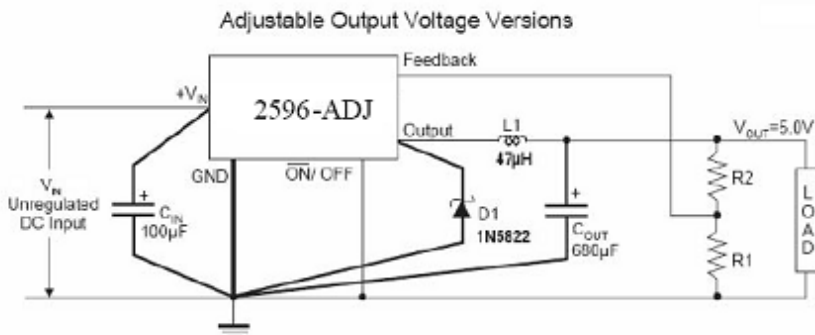 Adjustable Output Voltage Versions
Feedback
+VIN
2596-ADJ
Output
L1
47µH
VOUT=5.0V
GND
ON/ OFF
VIN
Unregulated
DC Input
+
CIN
100µF
D1
1N5822
+
COUT
680µF
R2
R1
LOAD